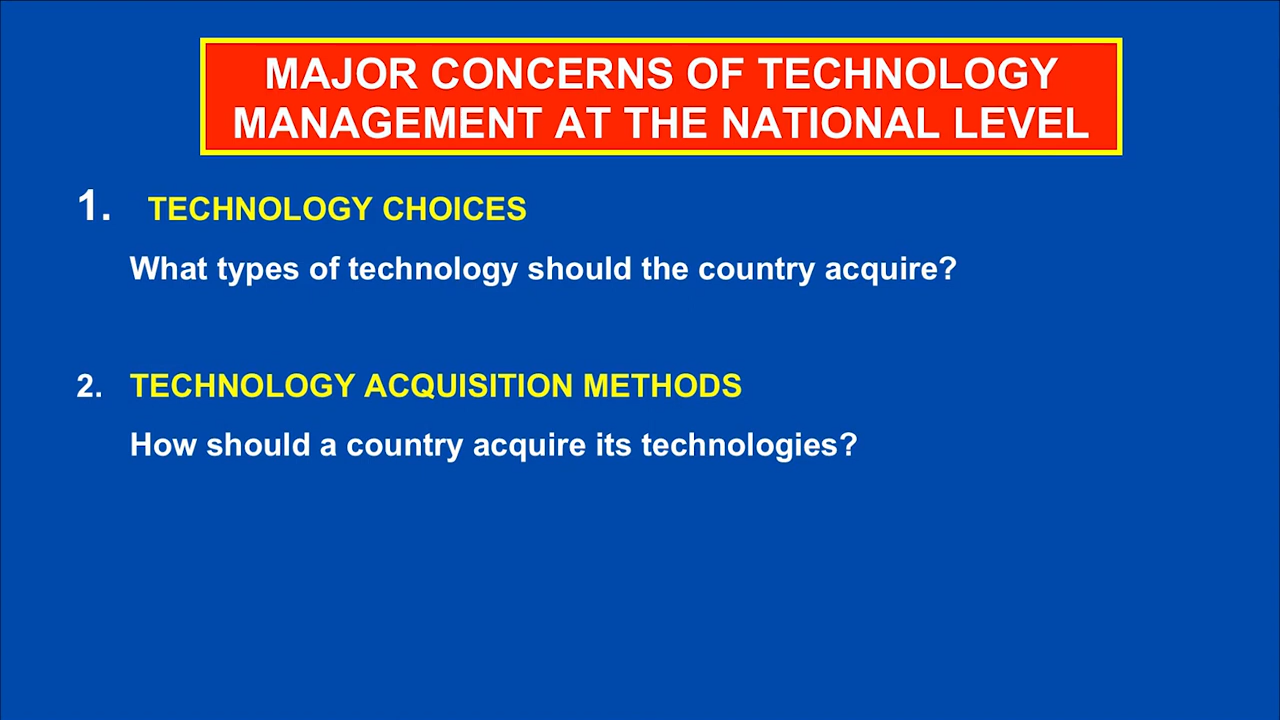 MAJOR CONCERNS OF TECHNOLOGY
MANAGEMENT AT THE NATIONAL LEVEL
1. TECHNOLOGY CHOICES
What types of technology should the country acquire?
2. TECHNOLOGY ACQUISITION METHODS
How should a country acquire its technologies?